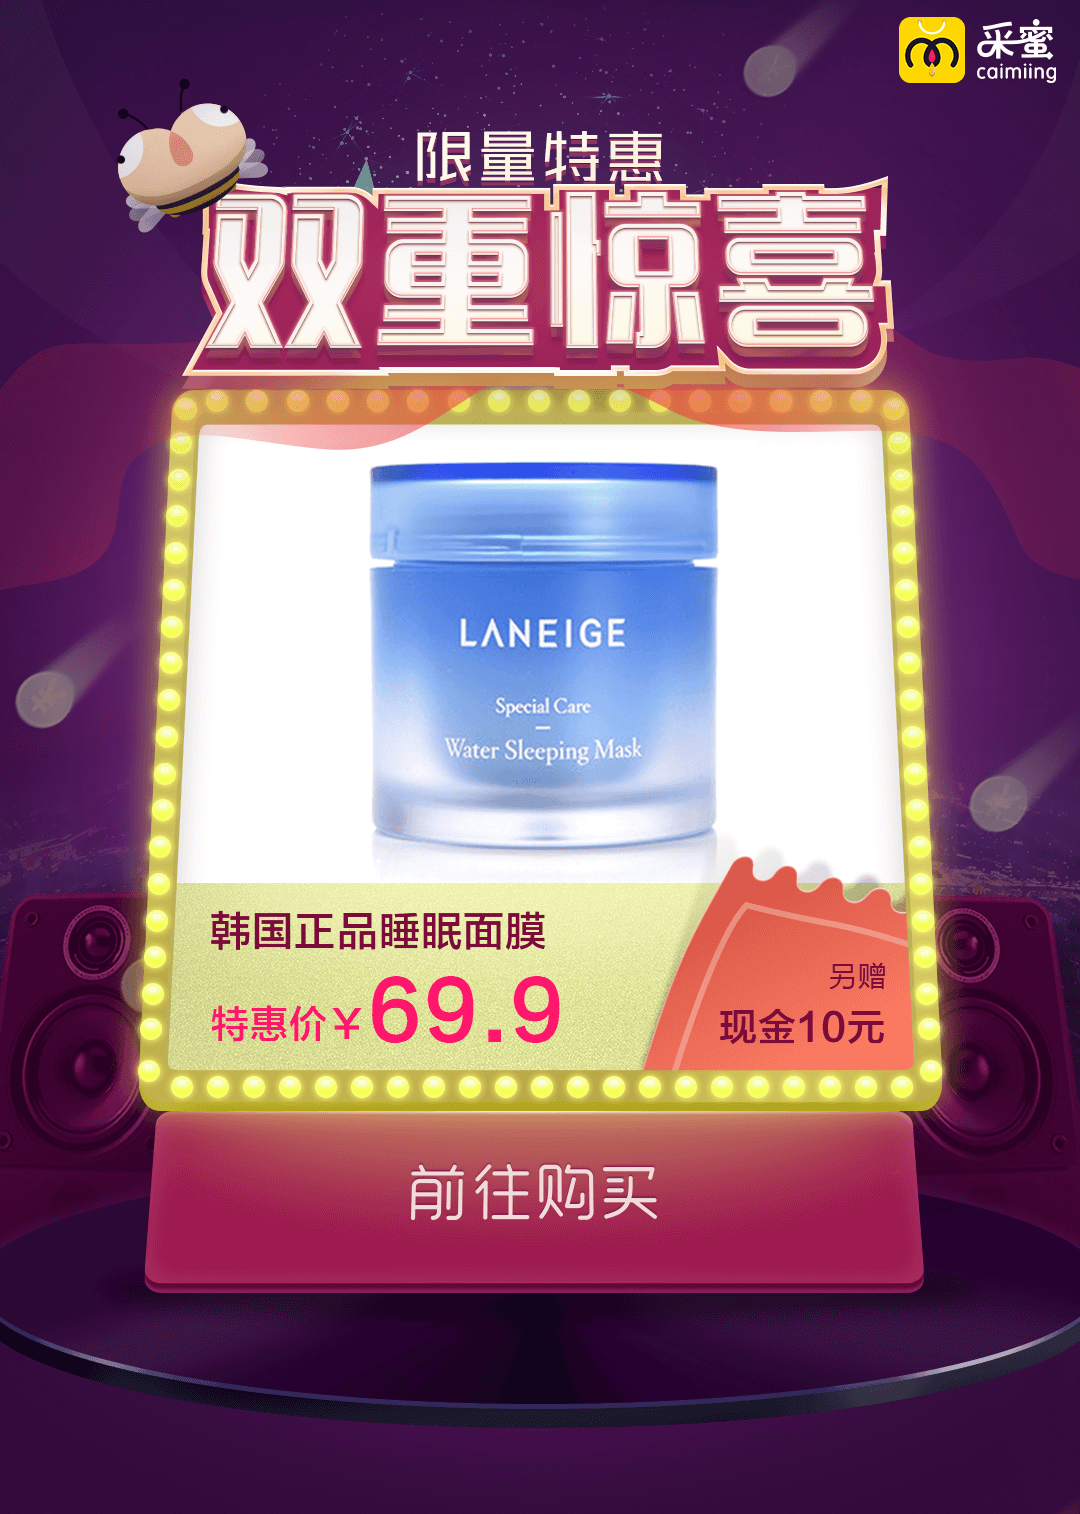 采蜜
caimiing
限量特惠
双重惊喜
LANEIGE
Special Care
Water Sleeping Mask
韩国正品睡眠面膜
特惠价￥69.9
另赠
现金10元
前往购买